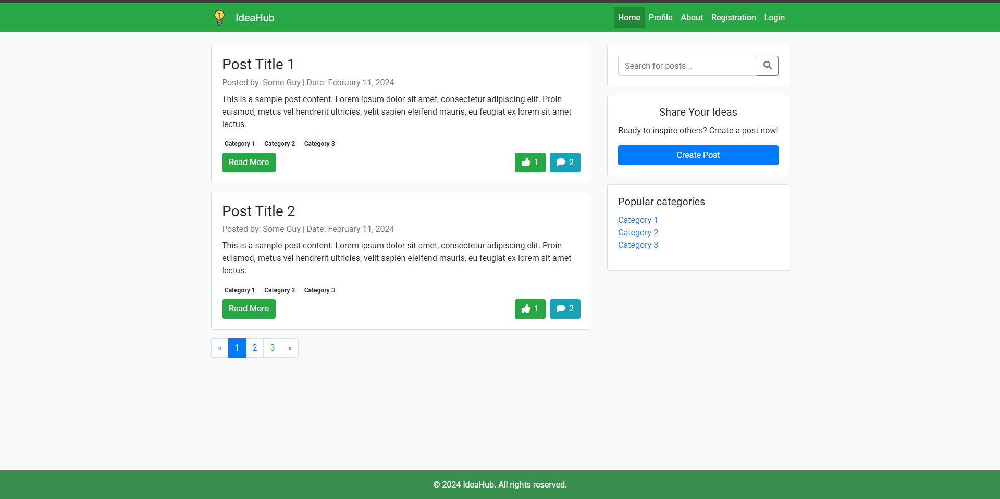 IdeaHub
Home Profile About Registration Login
Post Title 1
Posted by: Some Guy | Date: February 11, 2024
This is a sample post content. Lorem ipsum dolor sit amet, consectetur adipiscing elit. Proin
euismod, metus vel hendrerit ultricies, velit sapien eleifend mauris, eu feugiat ex lorem sit amet
lectus.
Category 1 Category 2 Category 3
Read More 1 2
Post Title 2
Posted by: Some Guy | Date: February 11, 2024
This is a sample post content. Lorem ipsum dolor sit amet, consectetur adipiscing elit. Proin
euismod, metus vel hendrerit ultricies, velit sapien eleifend mauris, eu feugiat ex lorem sit amet
lectus.
Category 1 Category 2 Category 3
Read More 1 2
« 1 2 3 »
Search for posts...
Share Your Ideas
Ready to inspire others? Create a post now!
Create Post
Popular categories
Category 1
Category 2
Category 3
© 2024 IdeaHub. All rights reserved.